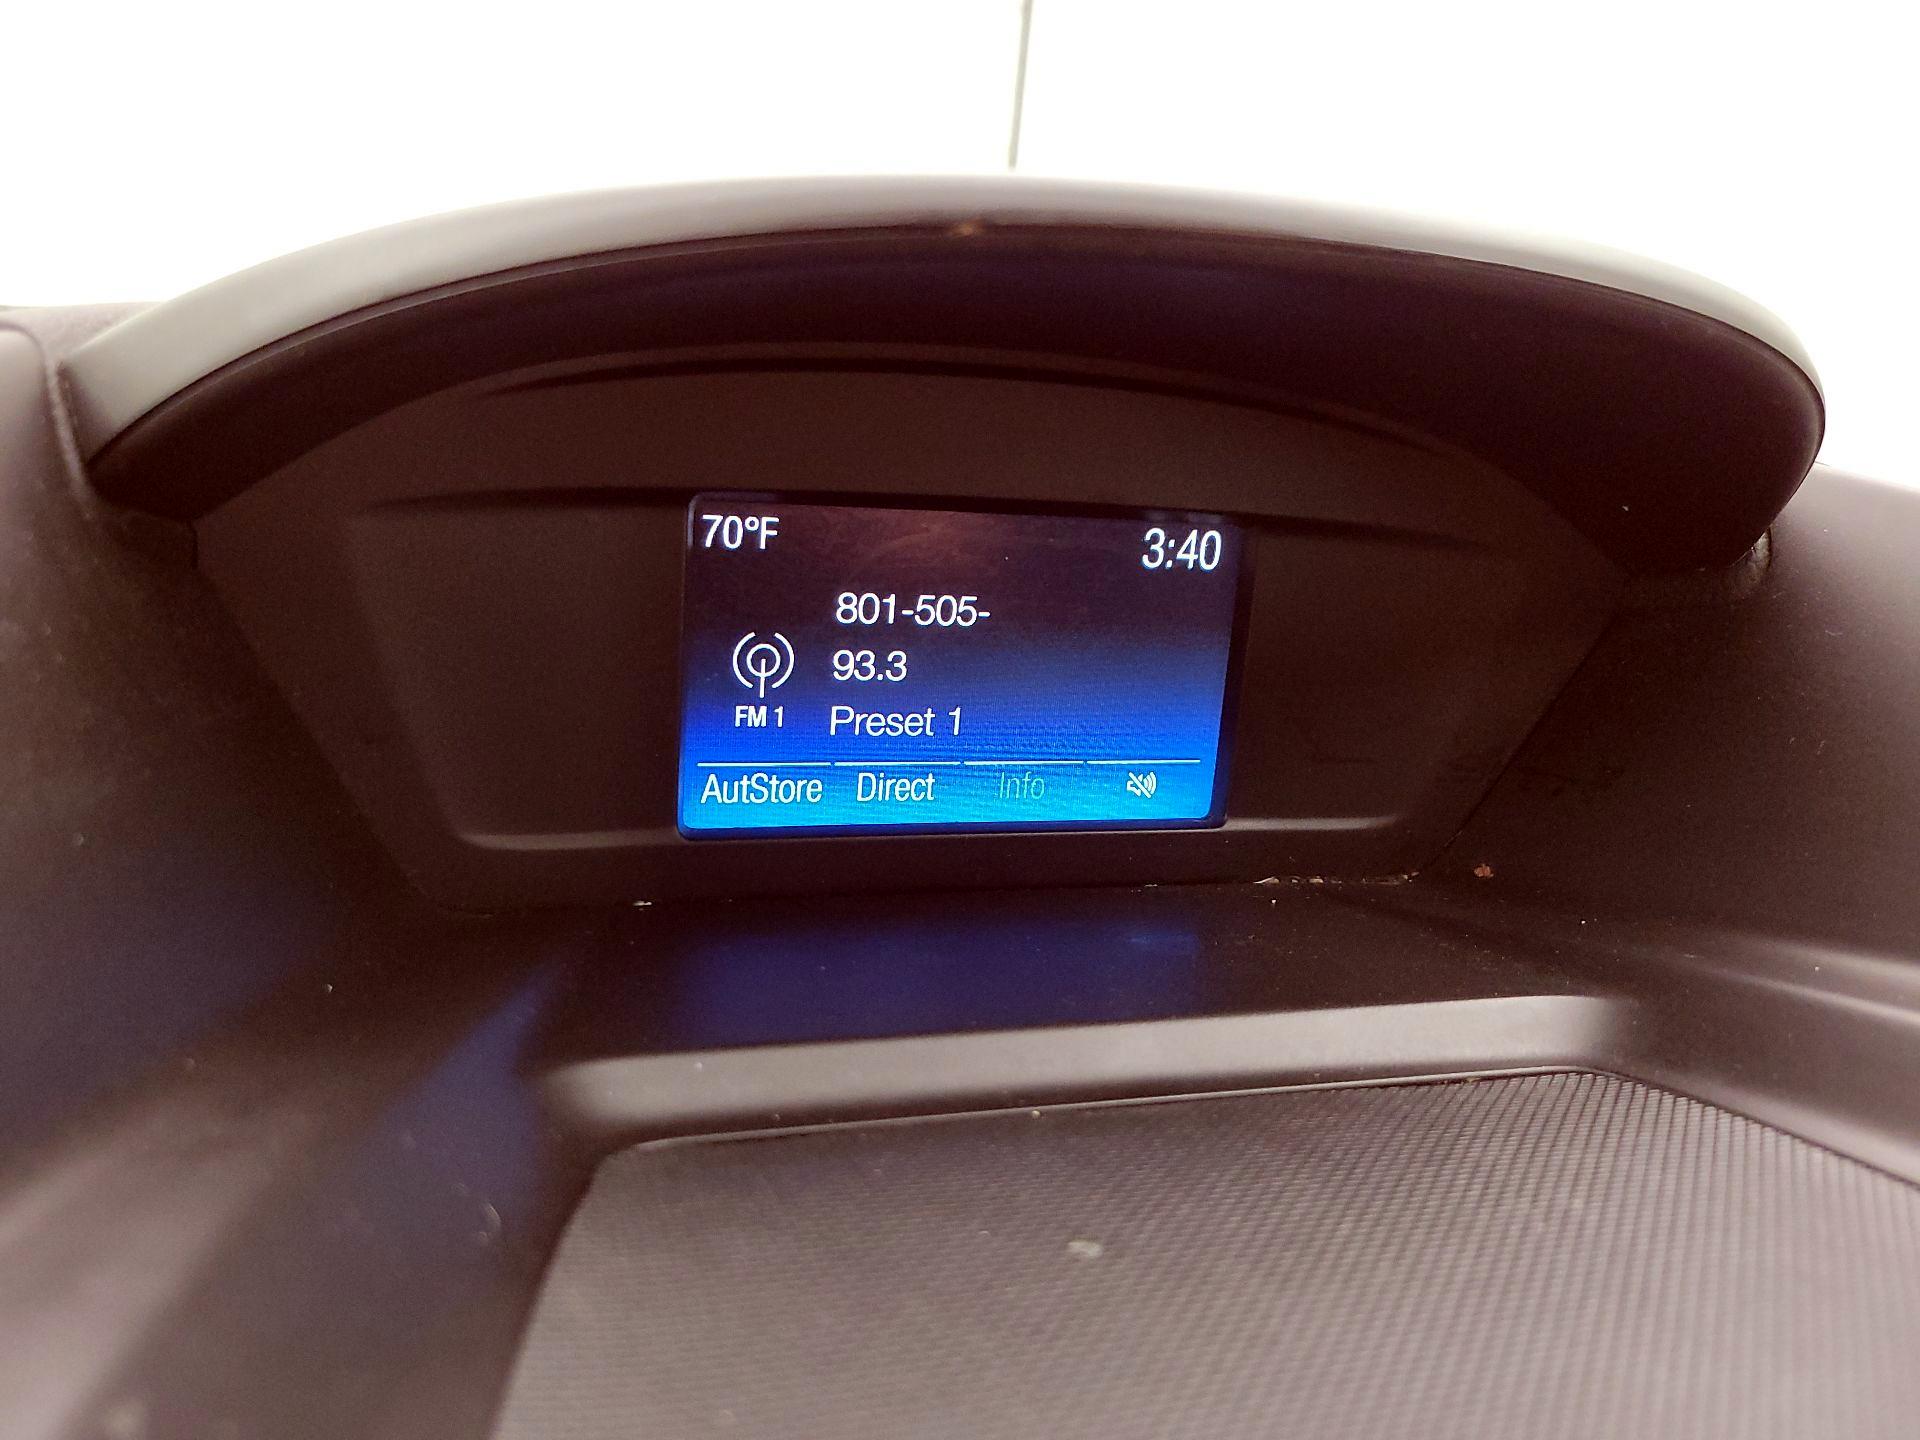 70°F 3:40
801-505-
93.3
FM 1 Preset 1
AutStore Direct Info